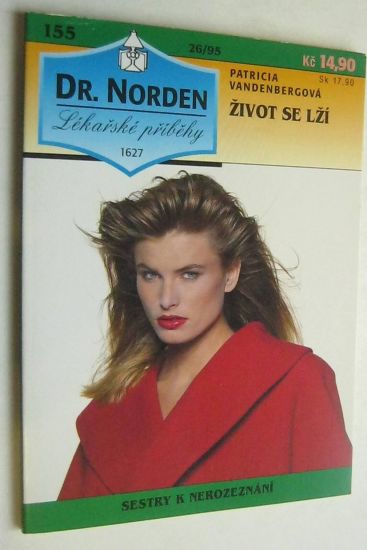 155
26/95
Kč 14,90
Sk 17,90
DR. NORDEN
Lékařské příběhy
1627
PATRICIA
VANDENBERGOVÁ
ŽIVOT SE LŽÍ
SESTRY K NEROZEZNÁNÍ